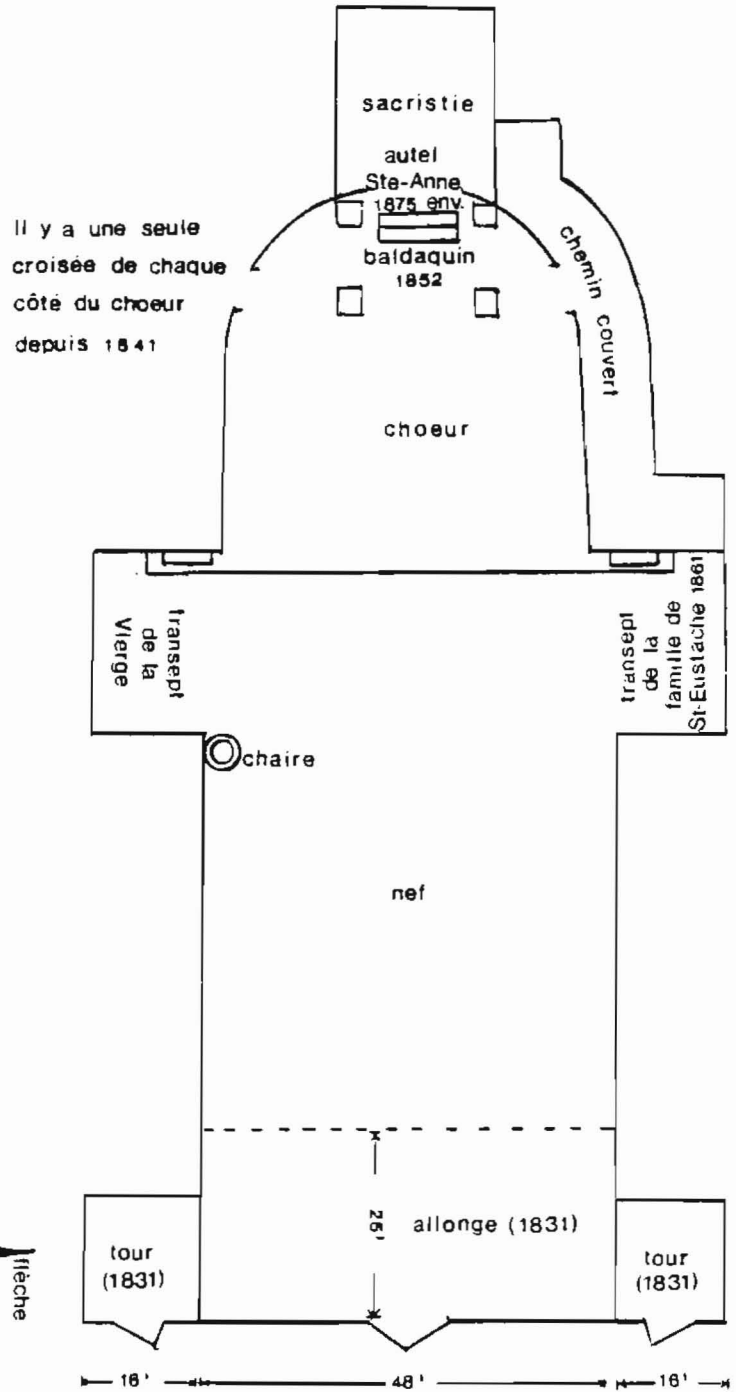 sacristie
autel
Ste-Anne
1875 env.
baldaquin
1852
Il y a une seule
croisée de chaque
côté du choeur
depuis 1841
chemin couvert
choeur
transept
de la
Vierge
transept
de la
famille de
St-Eustache 1861
chaire
nef
25'
allonge (1831)
tour
(1831)
tour
(1831)
flèche
16'
48'
16'